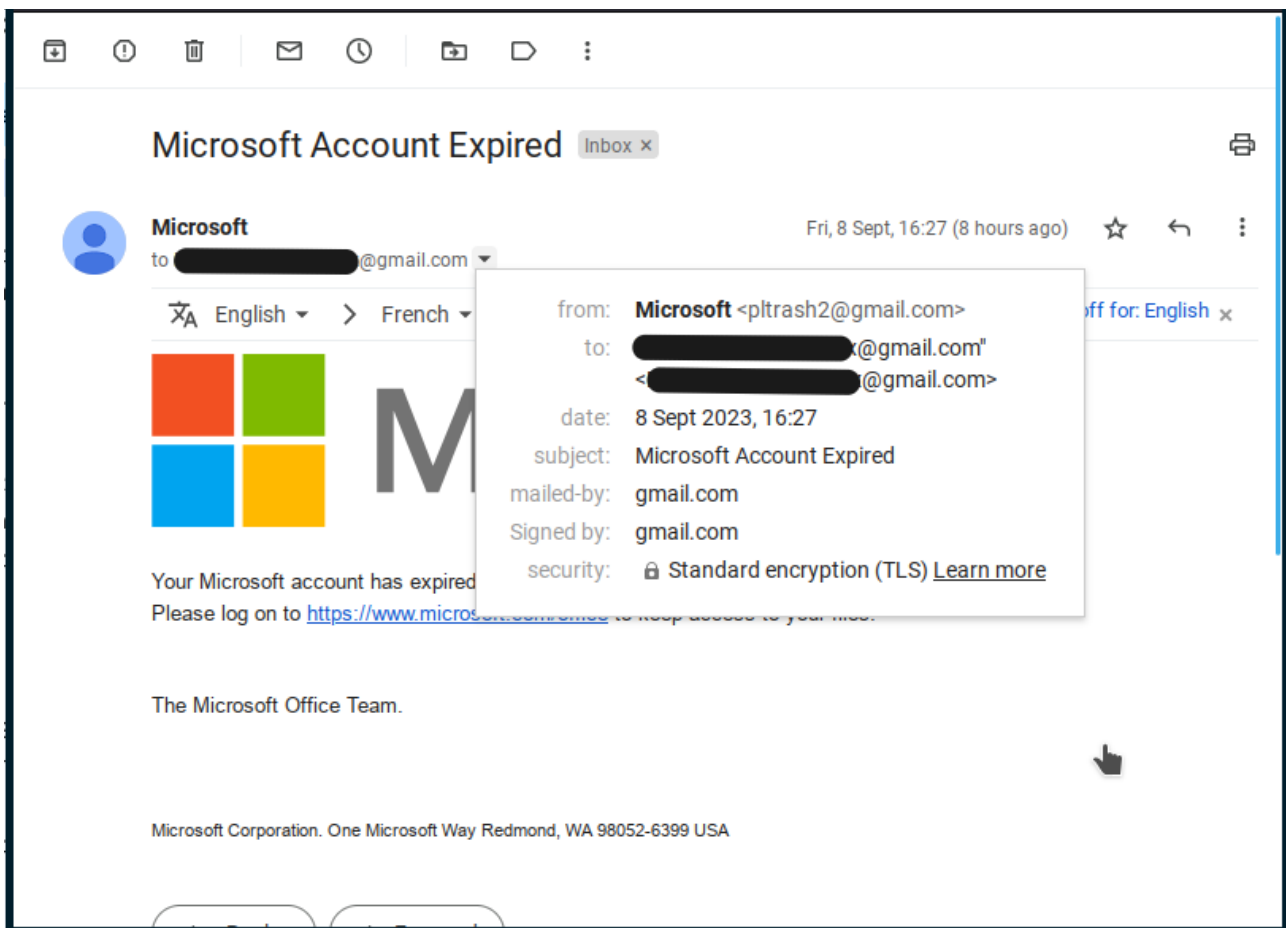 Microsoft Account Expired Inbox ×
Microsoft Fri, 8 Sept, 16:27 (8 hours ago)
to @gmail.com
English > French off for: English ×
from: Microsoft <pltrash2@gmail.com>
to: @gmail.com"
< @gmail.com>
date: 8 Sept 2023, 16:27
subject: Microsoft Account Expired
mailed-by: gmail.com
Signed by: gmail.com
security: Standard encryption (TLS) Learn more
M
Your Microsoft account has expired
Please log on to https://www.microsoft.com/office to keep access to your files.
The Microsoft Office Team.
Microsoft Corporation. One Microsoft Way Redmond, WA 98052-6399 USA